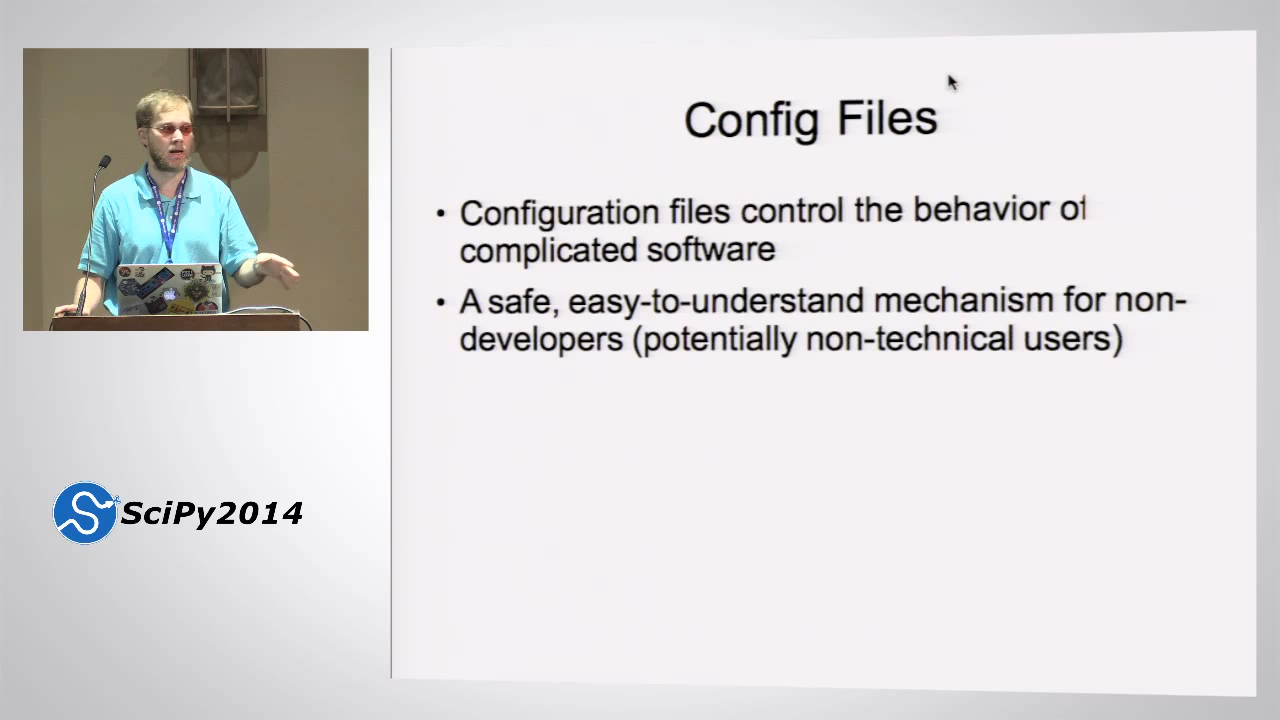 Config Files
• Configuration files control the behavior of
complicated software
• A safe, easy-to-understand mechanism for non-
developers (potentially non-technical users)
SciPy2014